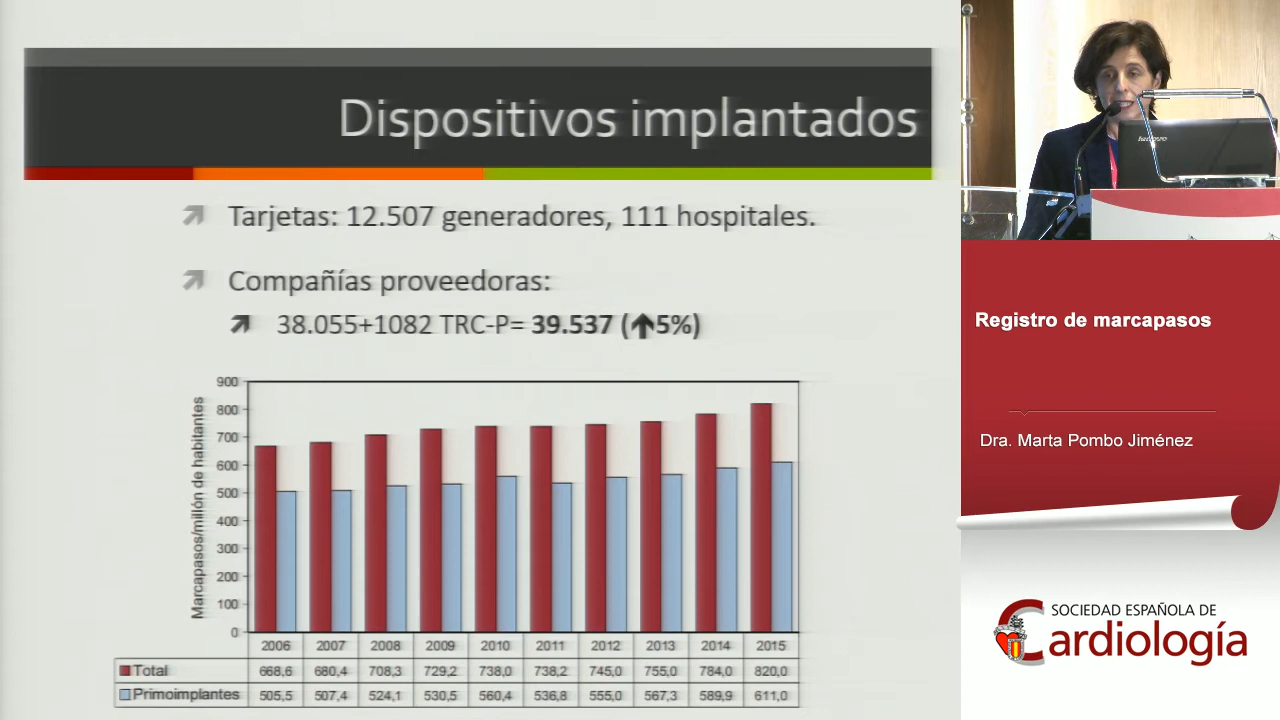 Dispositivos implantados
Tarjetas: 12.507 generadores, 111 hospitales.
Compañías proveedoras:
38.055+1082 TRC-P= 39.537 (↑5%)
Marcapasos/millón de habitantes
900
800
700
600
500
400
300
200
100
0
2006 2007 2008 2009 2010 2011 2012 2013 2014 2015
Total 668,6 680,4 708,3 729,2 738,0 738,2 745,0 755,0 784,0 820,0
Primoimplantes 505,5 507,4 524,1 530,5 560,4 536,8 555,0 567,3 589,9 611,0
lenovo
Registro de marcapasos
Dra. Marta Pombo Jiménez
SOCIEDAD ESPAÑOLA DE
Cardiología